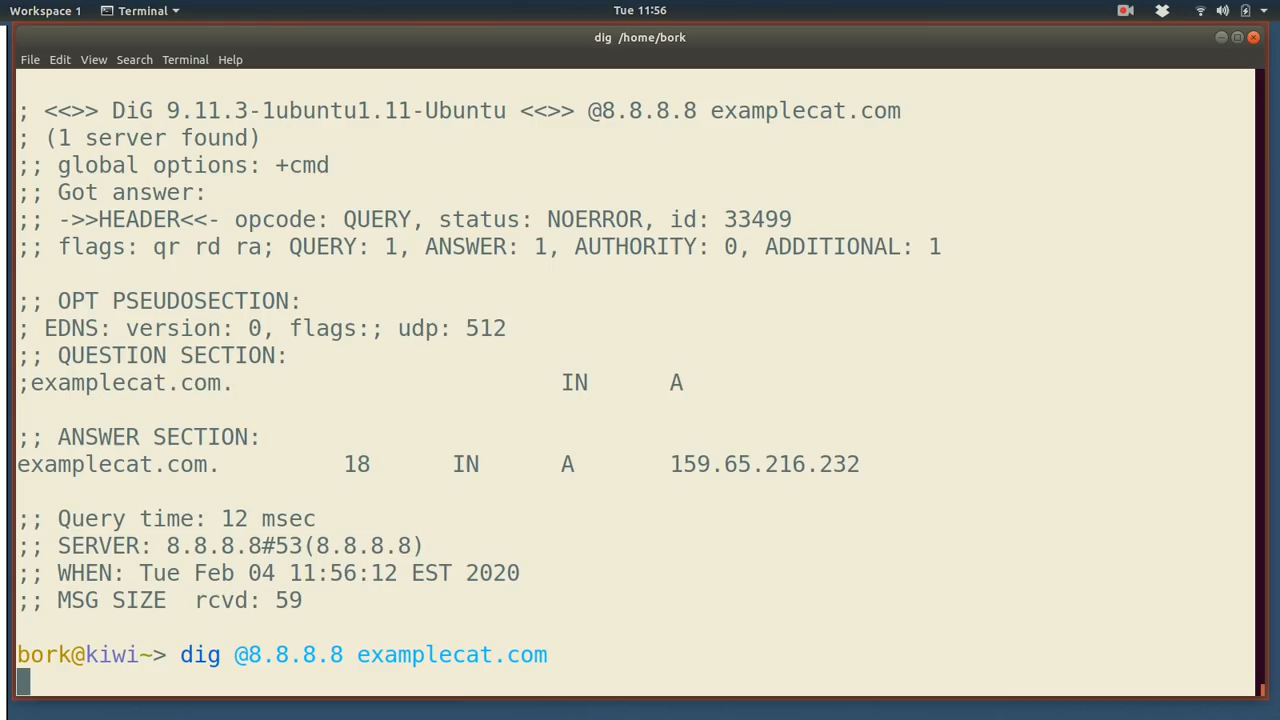 Workspace 1 Terminal Tue 11:56
dig /home/bork
File Edit View Search Terminal Help
; <<>> DiG 9.11.3-1ubuntu1.11-Ubuntu <<>> @8.8.8.8 examplecat.com
; (1 server found)
;; global options: +cmd
;; Got answer:
;; ->>HEADER<<- opcode: QUERY, status: NOERROR, id: 33499
;; flags: qr rd ra; QUERY: 1, ANSWER: 1, AUTHORITY: 0, ADDITIONAL: 1
;; OPT PSEUDOSECTION:
; EDNS: version: 0, flags:; udp: 512
;; QUESTION SECTION:
;examplecat.com. IN A
;; ANSWER SECTION:
examplecat.com. 18 IN A 159.65.216.232
;; Query time: 12 msec
;; SERVER: 8.8.8.8#53(8.8.8.8)
;; WHEN: Tue Feb 04 11:56:12 EST 2020
;; MSG SIZE  rcvd: 59
bork@kiwi~> dig @8.8.8.8 examplecat.com